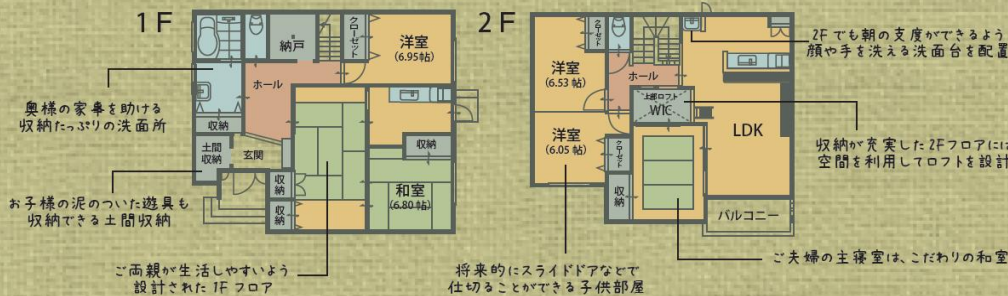 1F
2F
納戸
クローゼット
洋室
(6.95帖)
ホール
収納
土間
収納
玄関
収納
収納
収納
和室
(6.80帖)
奥様の家事を助ける
収納たっぷりの洗面所
お子様の泥のついた遊具も
収納できる土間収納
ご両親が生活しやすいよう
設計された1Fフロア
クローゼット
洋室
(6.53帖)
ホール
上部ロフト
WIC
洋室
(6.05帖)
クローゼット
収納
LDK
バルコニー
2Fでも朝の支度ができるよう
顔や手を洗える洗面台を配置
収納が充実した2Fフロアには
空間を利用してロフトを設計
ご夫婦の主寝室は、こだわりの和室
将来的にスライドドアなどで
仕切ることができる子供部屋